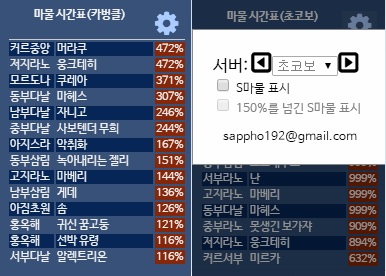 마물 시간표(카벙클)
커르중앙 머라쿠 472%
저지라노 웅크테히 472%
모르도나 쿠레아 371%
동부다날 마헤스 307%
남부다날 자니고 246%
중부다날 사보텐더 무희 244%
아지스라 악취화 167%
동부삼림 녹아내리는 젤리 151%
고지라노 마베리 144%
남부삼림 게데 136%
아침초원 솜 126%
홍옥해 귀신 꿈고둥 121%
홍옥해 선박 유령 116%
서부다날 알렉트리온 116%
마물 시간표(초코보)
서버: 초코보
S마물 표시
150%를 넘긴 S마물 표시
sappho192@gmail.com
서부라노 난 999%
고지라노 마베리 999%
동부다날 마헤스 999%
중부라노 못생긴 보가쟈 909%
저지라노 웅크테히 894%
커르서부 미르카 632%